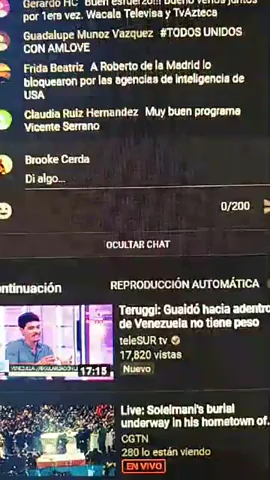 Gerardo HC Buen esfuerzo!!! Bueno verlos juntos
por 1era vez. Wacala Televisa y TvAzteca
Guadalupe Munoz Vazquez #TODOS UNIDOS
CON AMLOVE
Frida Beatriz A Roberto de la Madrid lo
bloquearon por las agencias de inteligencia de
USA
Claudia Ruiz Hernandez Muy buen programa
Vicente Serrano
Brooke Cerda
Di algo...
0/200
OCULTAR CHAT
ontinuación
REPRODUCCIÓN AUTOMÁTICA
Teruggi: Guaidó hacia adentro
de Venezuela no tiene peso
teleSUR tv
17,820 vistas
Nuevo
17:15
Live: Soleimani's burial
underway in his hometown of
CGTN
280 lo están viendo
EN VIVO